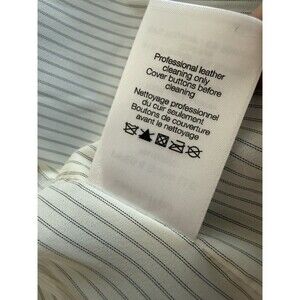 Professional leather
cleaning only
Cover buttons before
cleaning
Nettoyage professionnel
du cuir seulement
Boutons de couverture
avant le nettoyage